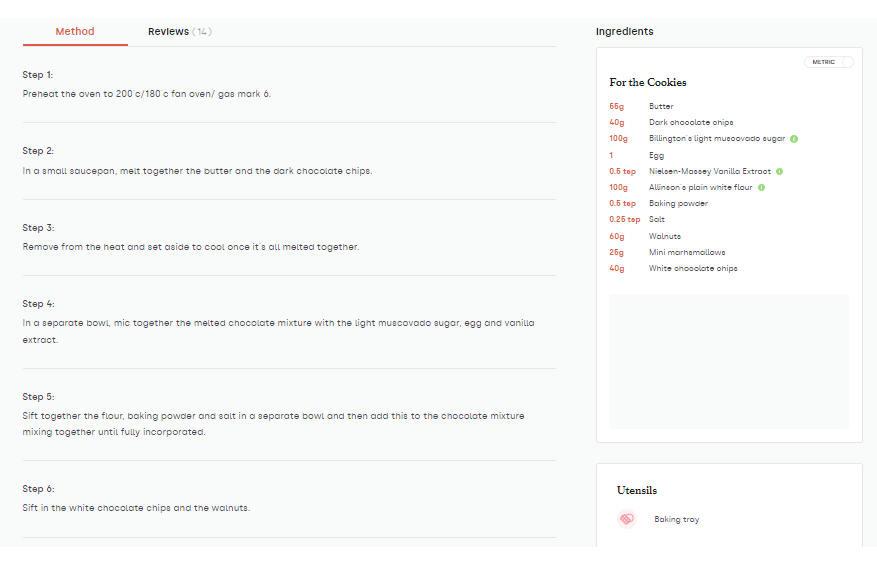 Method
Reviews (14)
Step 1:
Preheat the oven to 200 c/180 c fan oven/ gas mark 6.
Step 2:
In a small saucepan, melt together the butter and the dark chocolate chips.
Step 3:
Remove from the heat and set aside to cool once it's all melted together.
Step 4:
In a separate bowl, mic together the melted chocolate mixture with the light muscovado sugar, egg and vanilla
extract.
Step 5:
Sift together the flour, baking powder and salt in a separate bowl and then add this to the chocolate mixture
mixing together until fully incorporated.
Step 6:
Sift in the white chocolate chips and the walnuts.
Ingredients
METRIC
For the Cookies
55g Butter
40g Dark chocolate chips
100g Billington's light muscovado sugar
1 Egg
0.5 tsp Nielsen-Massey Vanilla Extract
100g Allinson's plain white flour
0.5 tsp Baking powder
0.25 tsp Salt
60g Walnuts
25g Mini marhsmallows
40g White chocolate chips
Utensils
Baking tray